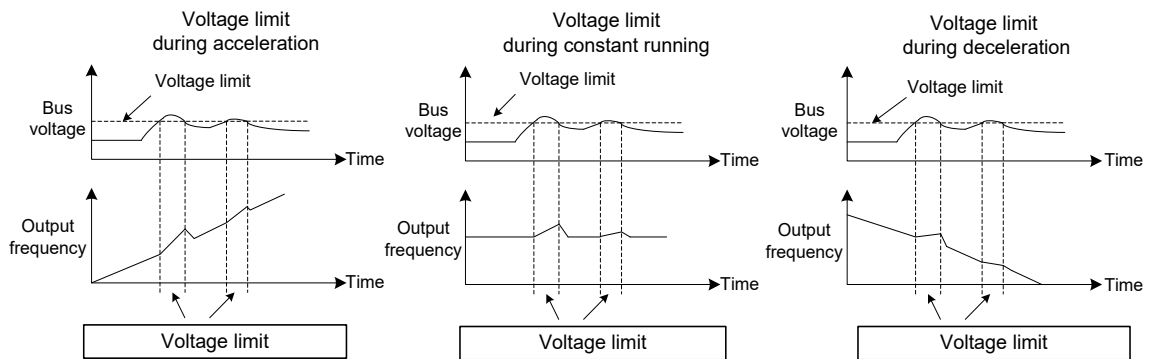 Voltage limit
during acceleration
Voltage limit
Bus
voltage
Time
Output
frequency
Time
Voltage limit
Voltage limit
during constant running
Voltage limit
Bus
voltage
Time
Output
frequency
Time
Voltage limit
Voltage limit
during deceleration
Voltage limit
Bus
voltage
Time
Output
frequency
Time
Voltage limit